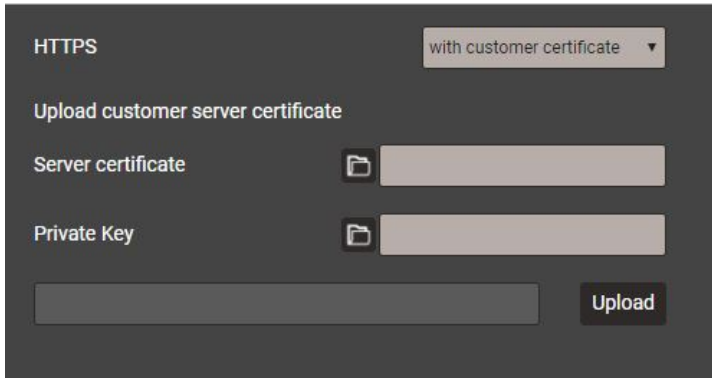 HTTPS
with customer certificate
Upload customer server certificate
Server certificate
Private Key
Upload